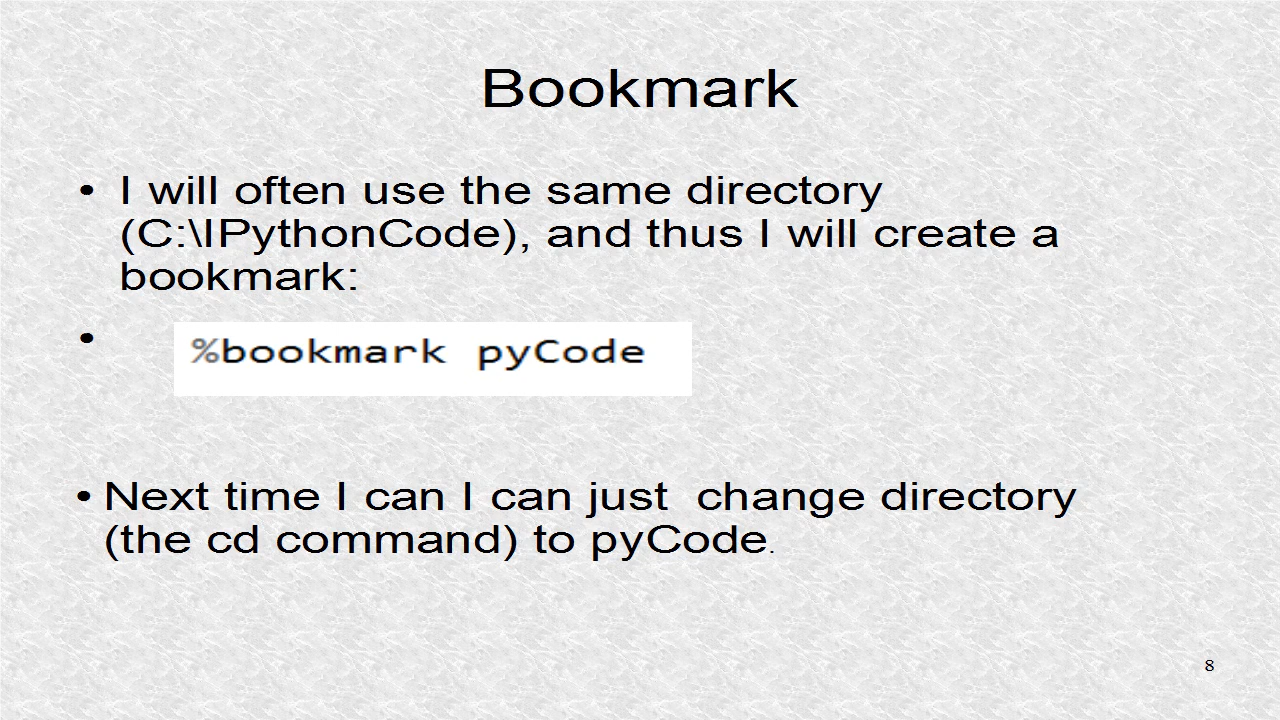 Bookmark
• I will often use the same directory
(C:\IPythonCode), and thus I will create a
bookmark:
•
%bookmark pyCode
• Next time I can I can just  change directory
(the cd command) to pyCode.
8